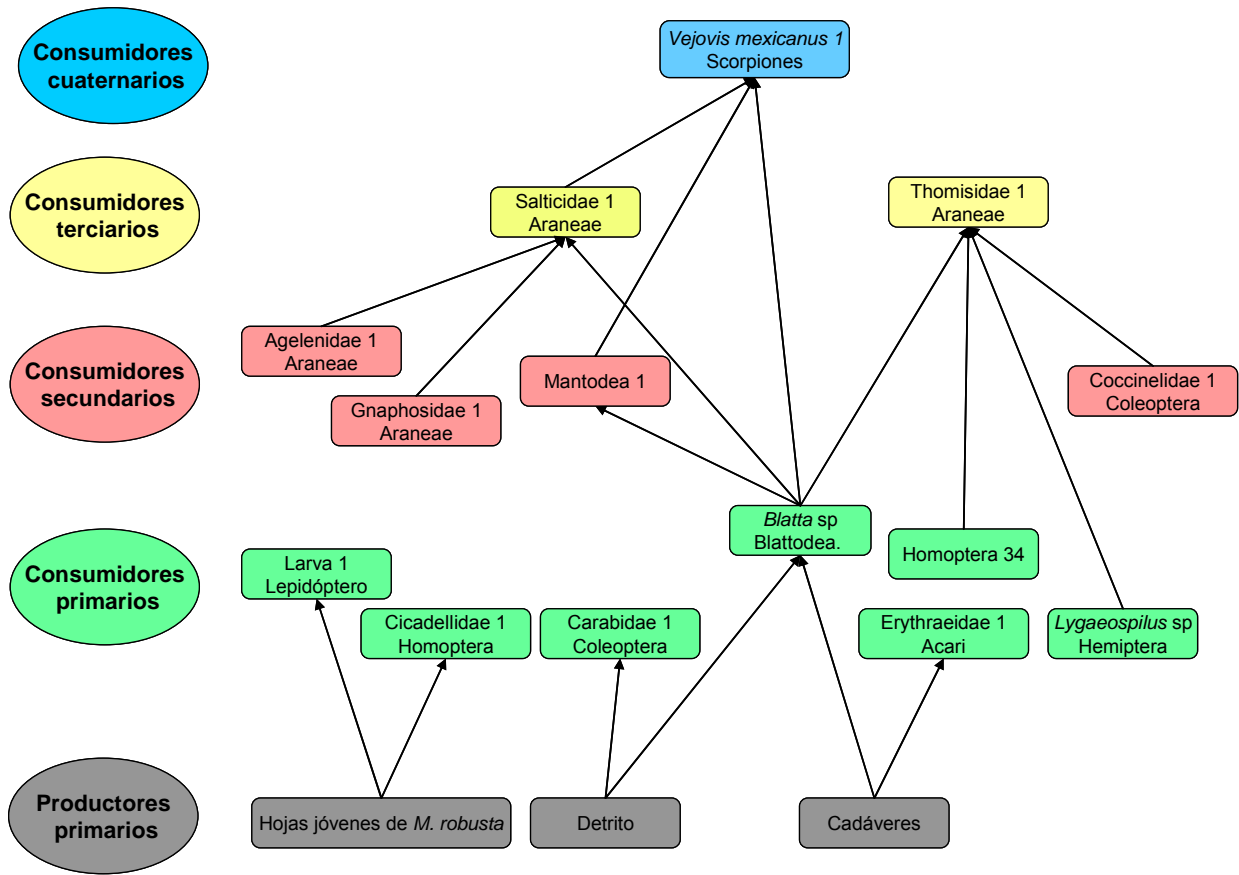 Consumidores
cuaternarios
Vejovis mexicanus 1
Scorpiones
Consumidores
terciarios
Salticidae 1
Araneae
Thomisidae 1
Araneae
Consumidores
secundarios
Agelenidae 1
Araneae
Gnaphosidae 1
Araneae
Mantodea 1
Coccinelidae 1
Coleoptera
Consumidores
primarios
Larva 1
Lepidóptero
Cicadellidae 1
Homoptera
Carabidae 1
Coleoptera
Blatta sp
Blattodea.
Erythraeidae 1
Acari
Homoptera 34
Lygaeospilus sp
Hemiptera
Productores
primarios
Hojas jóvenes de M. robusta
Detrito
Cadáveres